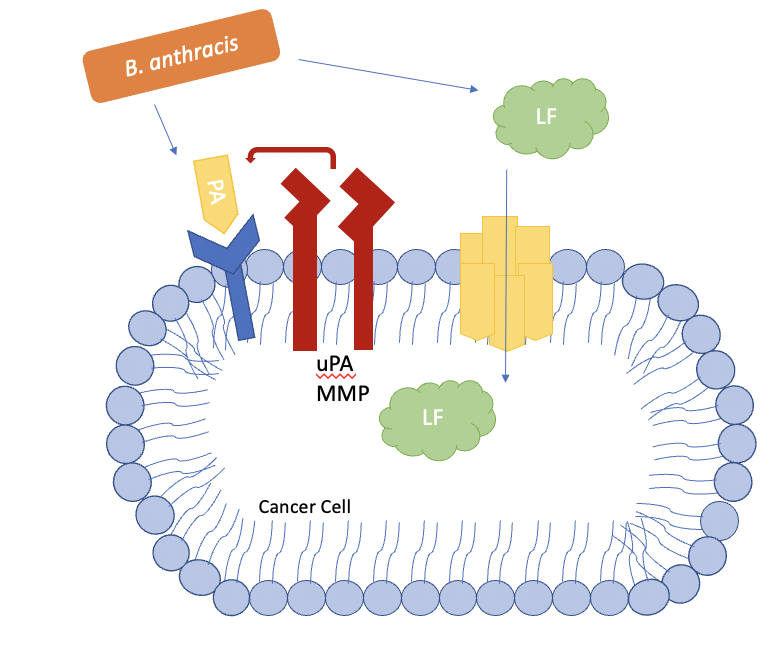 B. anthracis
LF
PA
uPA
MMP
LF
Cancer Cell